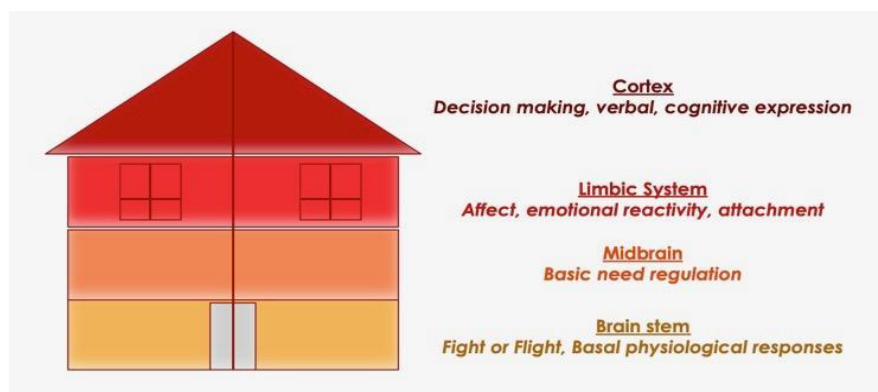 Cortex
Decision making, verbal, cognitive expression
Limbic System
Affect, emotional reactivity, attachment
Midbrain
Basic need regulation
Brain stem
Fight or Flight, Basal physiological responses